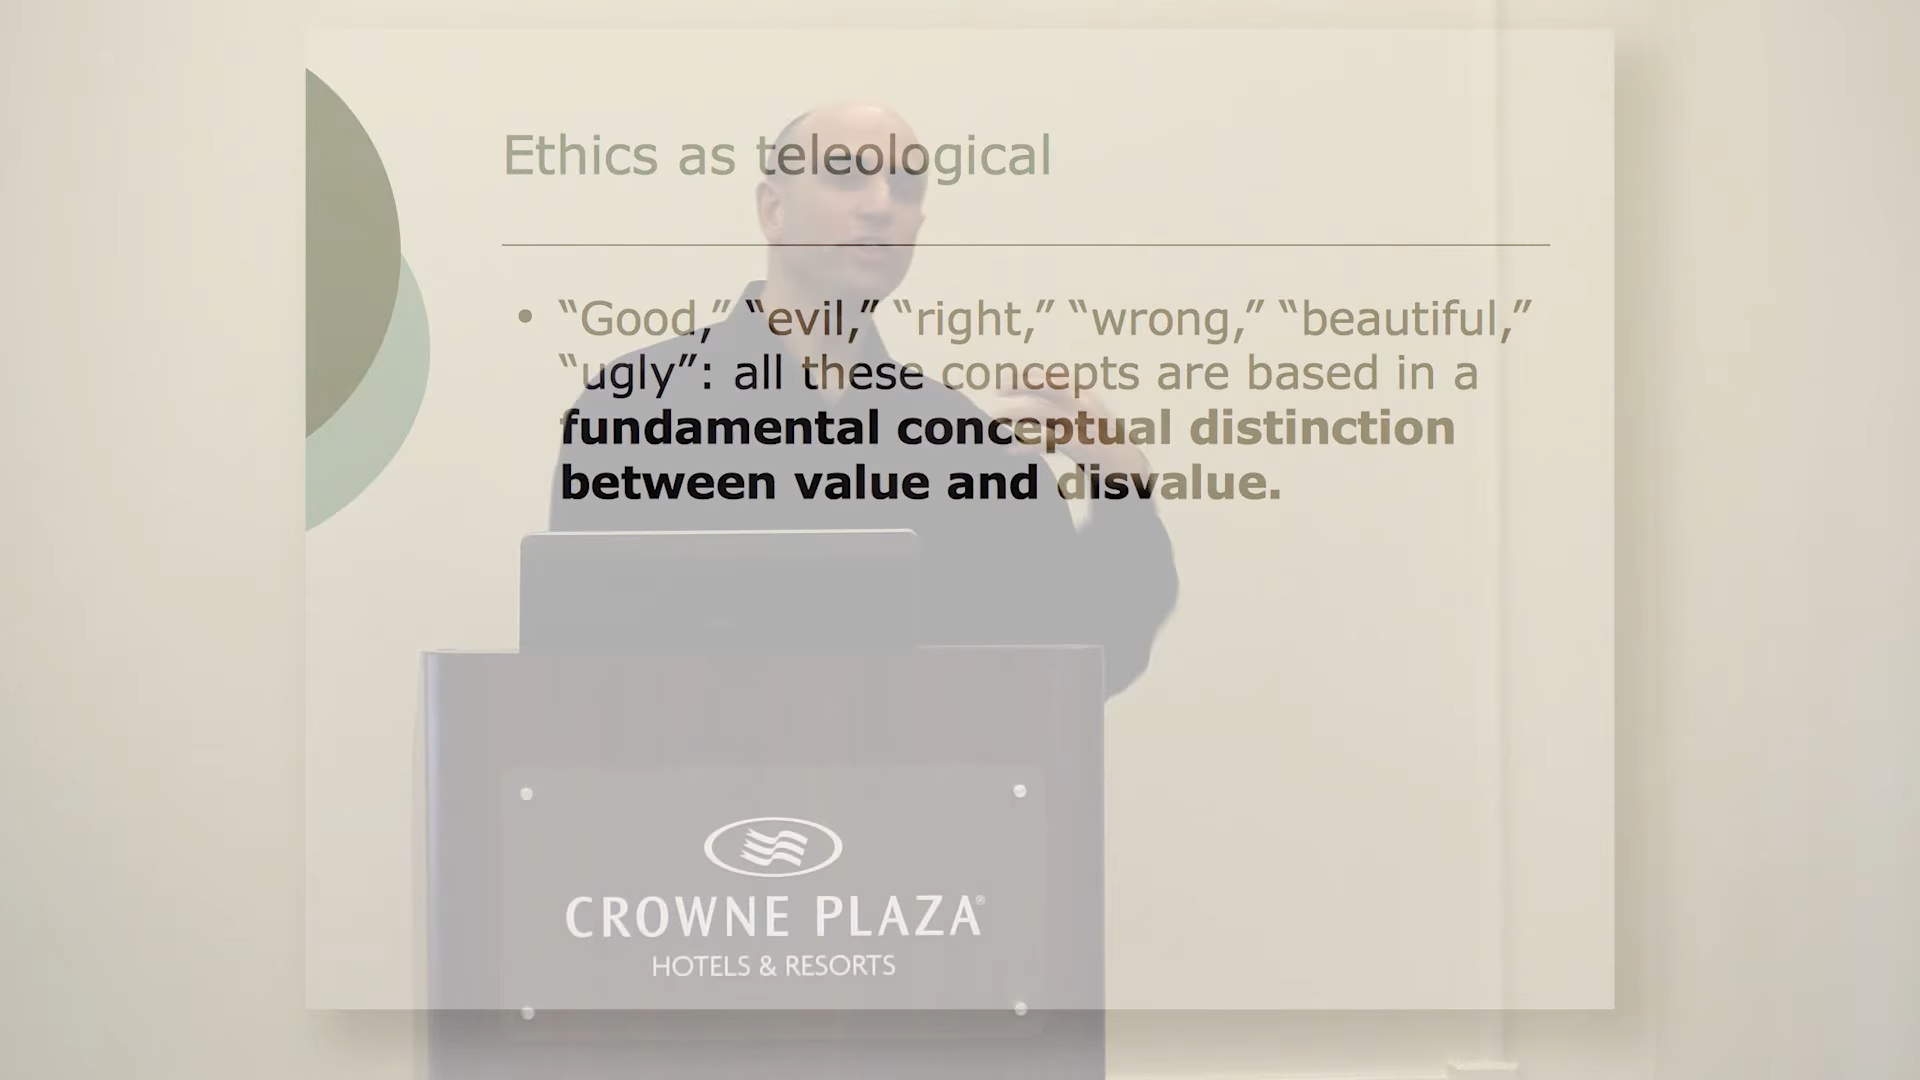 Ethics as teleological
• “Good,” “evil,” “right,” “wrong,” “beautiful,”
“ugly”: all these concepts are based in a
fundamental conceptual distinction
between value and disvalue.
CROWNE PLAZA®
HOTELS & RESORTS